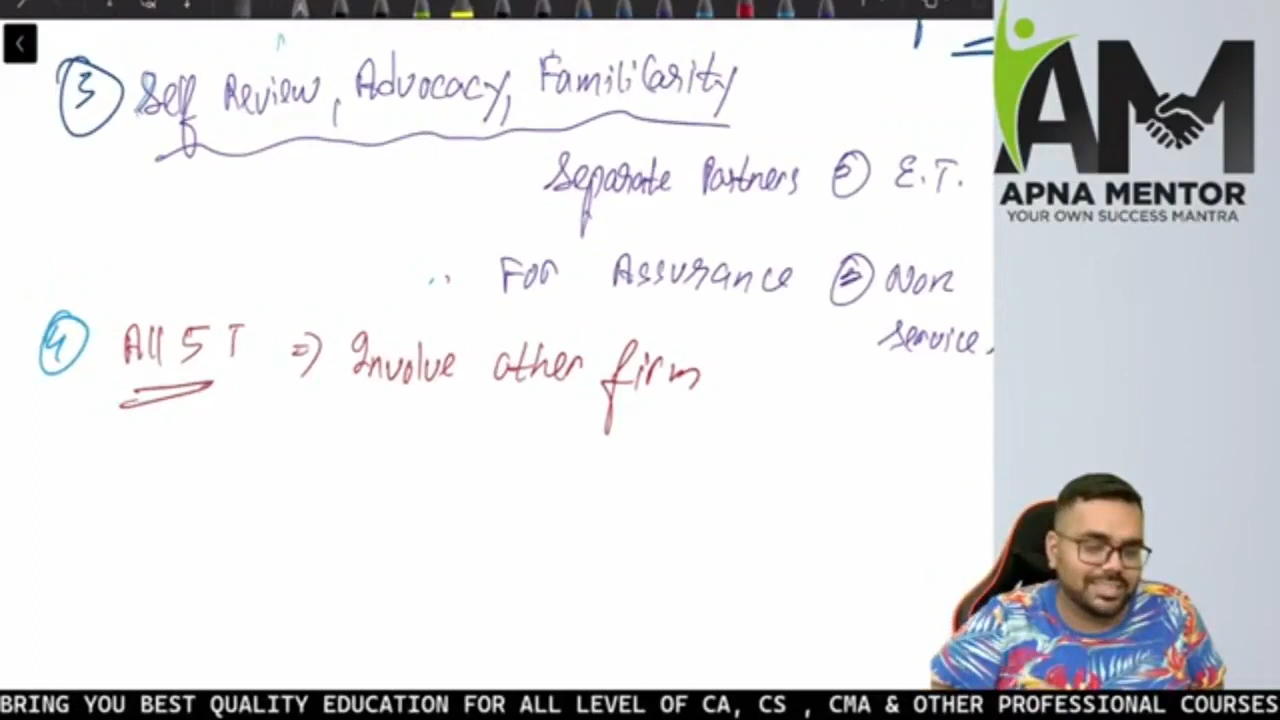 3 Self Review, Advocacy, Familiarity
Separate Partners E.T.
∴ For Assurance Non
service.
4 All 5 T ⇒ Involve other firm
AM
APNA MENTOR
YOUR OWN SUCCESS MANTRA
BRING YOU BEST QUALITY EDUCATION FOR ALL LEVEL OF CA, CS , CMA & OTHER PROFESSIONAL COURSES